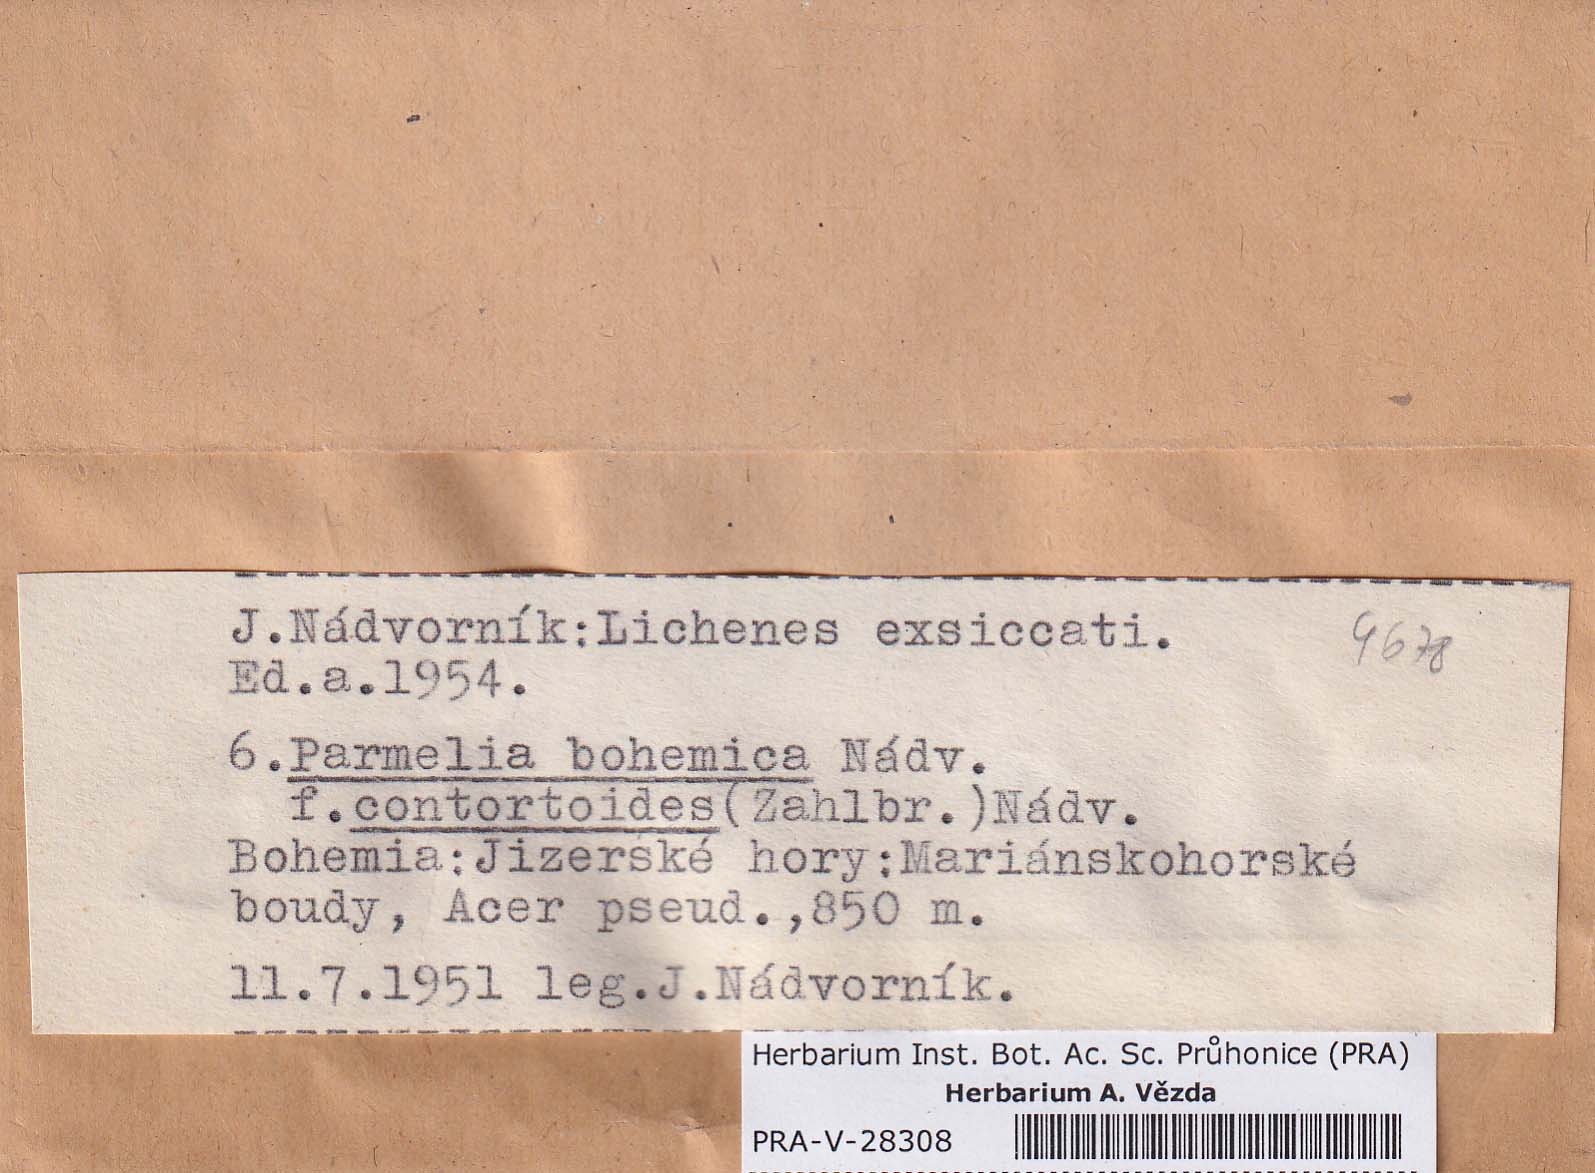 J.Nádvorník:Lichenes exsiccati.
9678
Ed.a.1954.
6.Parmelia bohemica Nádv.
f.contortoides(Zahlbr.)Nádv.
Bohemia:Jizerské hory:Mariánskohorské
boudy, Acer pseud.,850 m.
11.7.1951 leg.J.Nádvorník.
Herbarium Inst. Bot. Ac. Sc. Průhonice (PRA)
Herbarium A. Vězda
PRA-V-28308